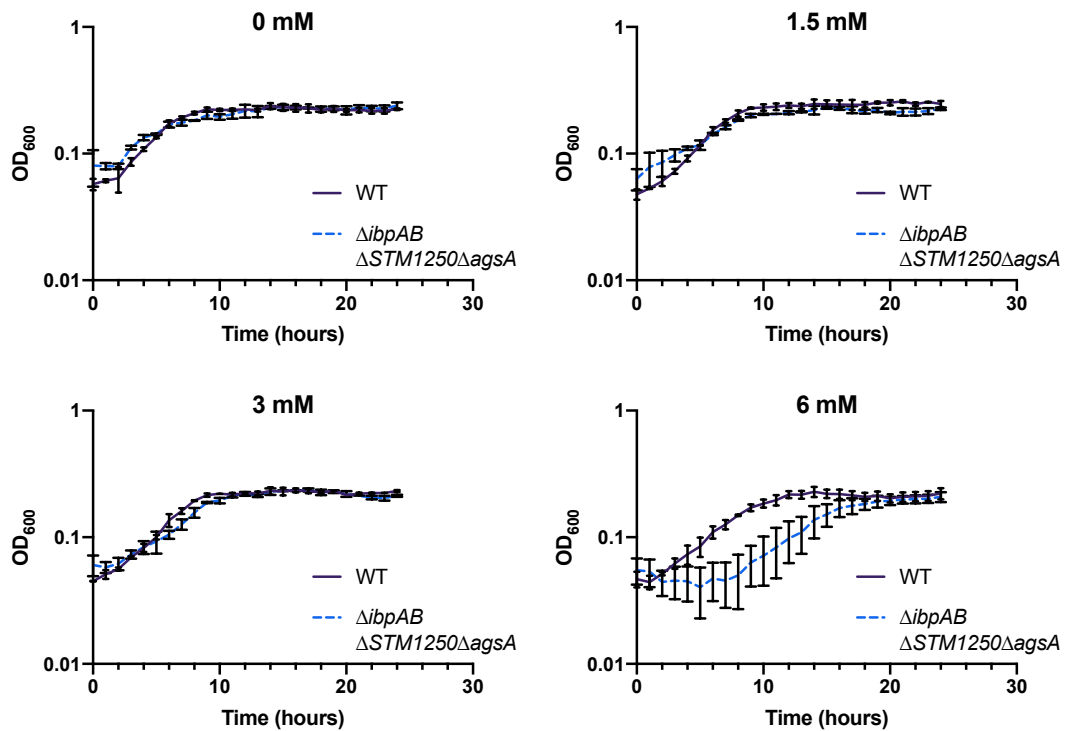 0 mM
1
0.1
0.01
OD600
WT
ΔibpAB
ΔSTM1250ΔagsA
0 10 20 30
Time (hours)
1.5 mM
1
0.1
0.01
OD600
WT
ΔibpAB
ΔSTM1250ΔagsA
0 10 20 30
Time (hours)
3 mM
1
0.1
0.01
OD600
WT
ΔibpAB
ΔSTM1250ΔagsA
0 10 20 30
Time (hours)
6 mM
1
0.1
0.01
OD600
WT
ΔibpAB
ΔSTM1250ΔagsA
0 10 20 30
Time (hours)